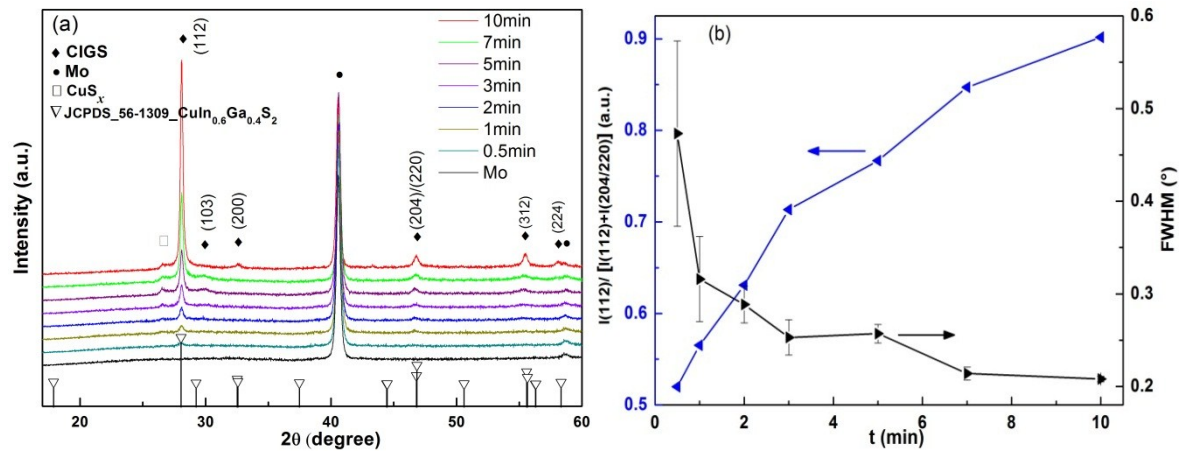 (a)
CIGS
Mo
CuSₓ
JCPDS_56-1309_CuIn₀.₆Ga₀.₄S₂
(112)
(103)
(200)
(204)/(220)
(312)
(224)
10min
7min
5min
3min
2min
1min
0.5min
Mo
Intensity (a.u.)
20 30 40 50 60
2θ (degree)
(b)
I(112)/ [I(112)+I(204/220)] (a.u.)
0.9
0.8
0.7
0.6
0.5
0.6
0.5
0.4
0.3
0.2
FWHM (°)
0 2 4 6 8 10
t (min)